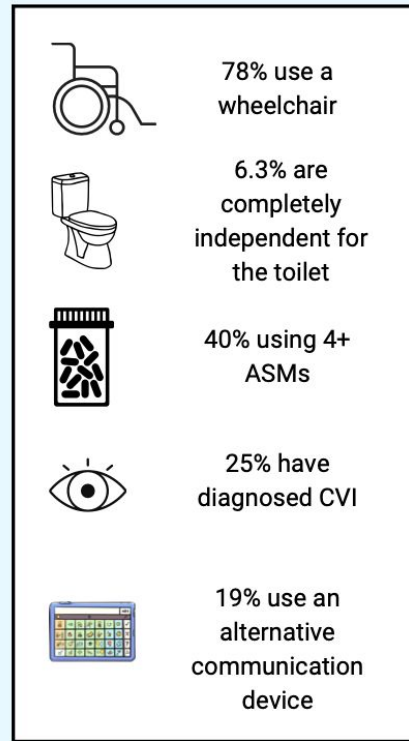 78% use a
wheelchair
6.3% are
completely
independent for
the toilet
40% using 4+
ASMs
25% have
diagnosed CVI
19% use an
alternative
communication
device